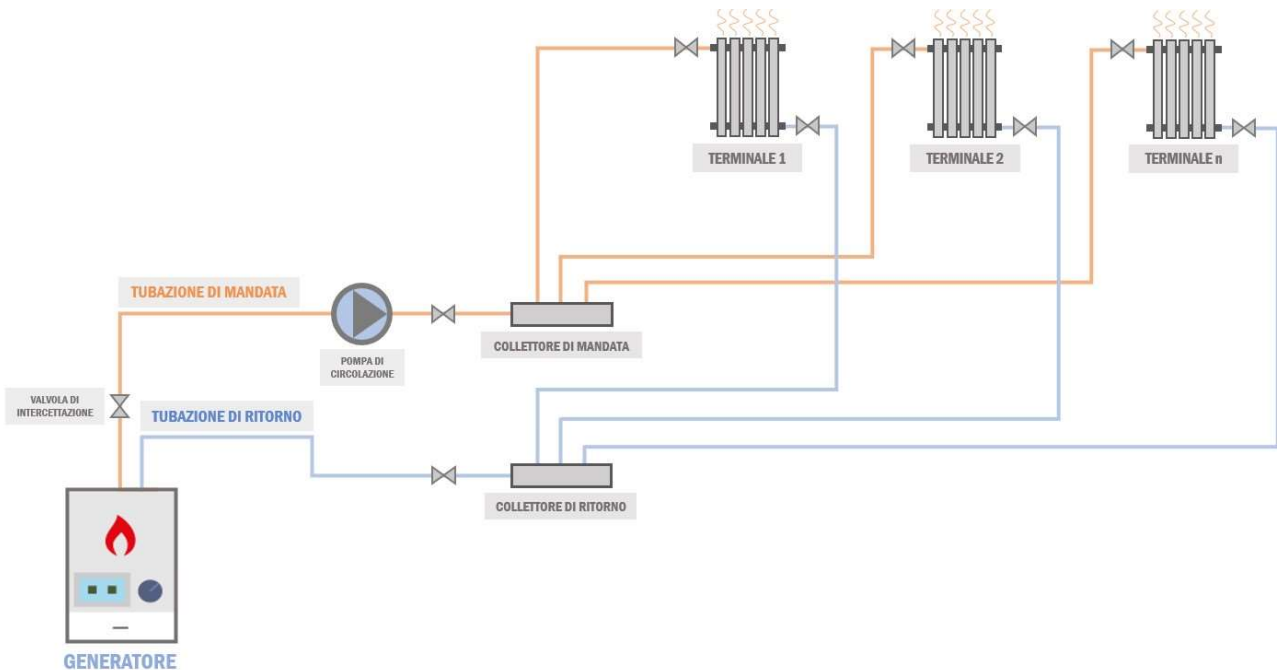 TERMINALE 1
TERMINALE 2
TERMINALE n
TUBAZIONE DI MANDATA
COLLETTORE DI MANDATA
POMPA DI
CIRCOLAZIONE
VALVOLA DI
INTERCETTAZIONE
TUBAZIONE DI RITORNO
COLLETTORE DI RITORNO
GENERATORE